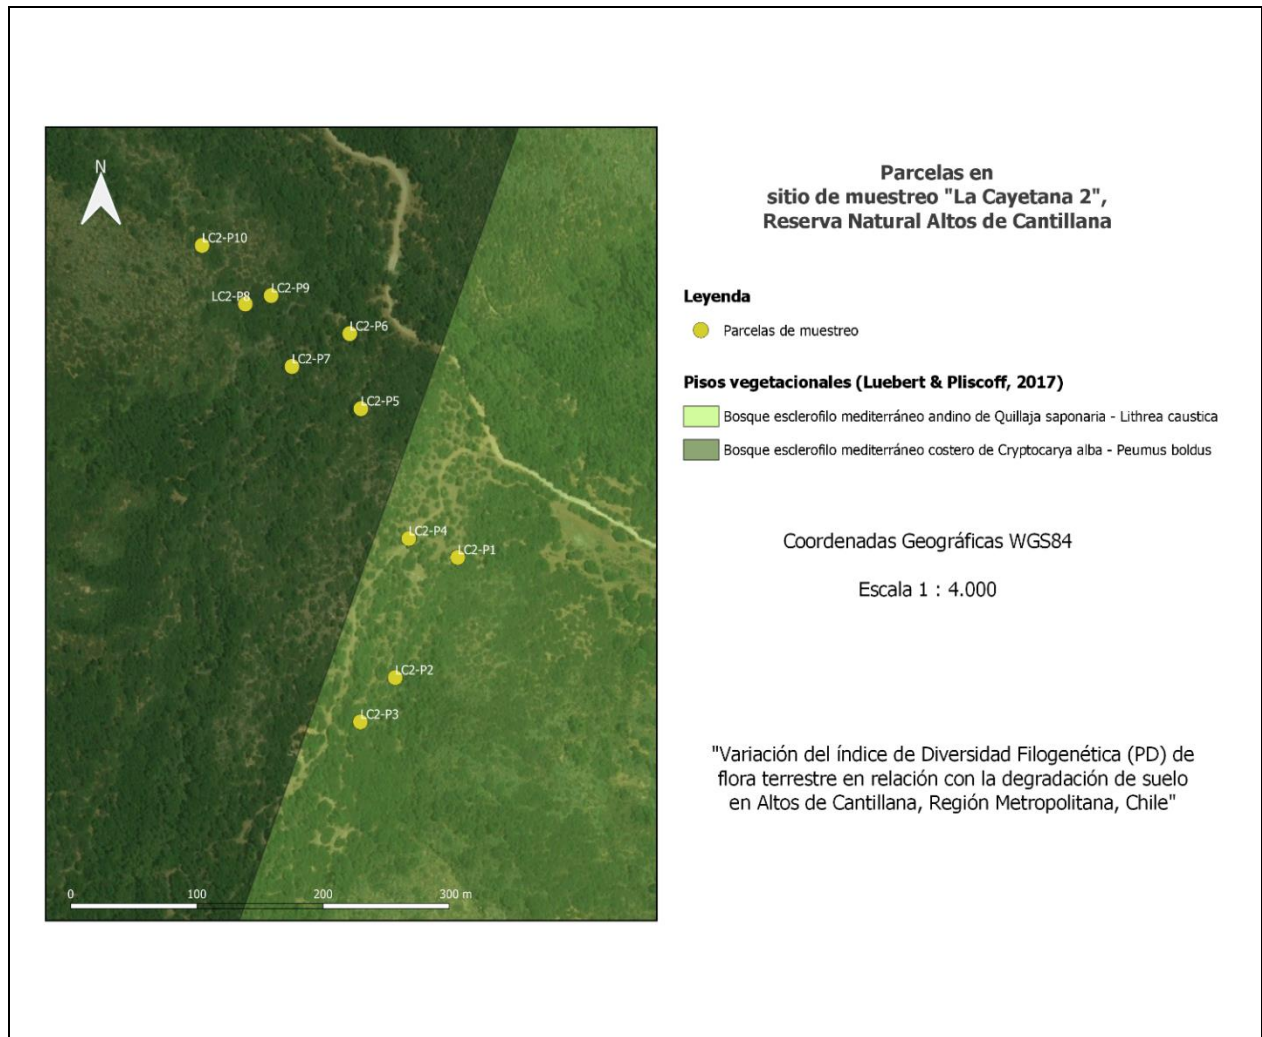 Parcelas en
sitio de muestreo "La Cayetana 2",
Reserva Natural Altos de Cantillana
Leyenda
Parcelas de muestreo
Pisos vegetacionales (Luebert & Pliscoff, 2017)
Bosque esclerofilo mediterráneo andino de Quillaja saponaria - Lithrea caustica
Bosque esclerofilo mediterráneo costero de Cryptocarya alba - Peumus boldus
Coordenadas Geográficas WGS84
Escala 1 : 4.000
"Variación del índice de Diversidad Filogenética (PD) de
flora terrestre en relación con la degradación de suelo
en Altos de Cantillana, Región Metropolitana, Chile"
N
LC2-P10
LC2-P9
LC2-P8
LC2-P6
LC2-P7
LC2-P5
LC2-P4
LC2-P1
LC2-P2
LC2-P3
0 100 200 300 m